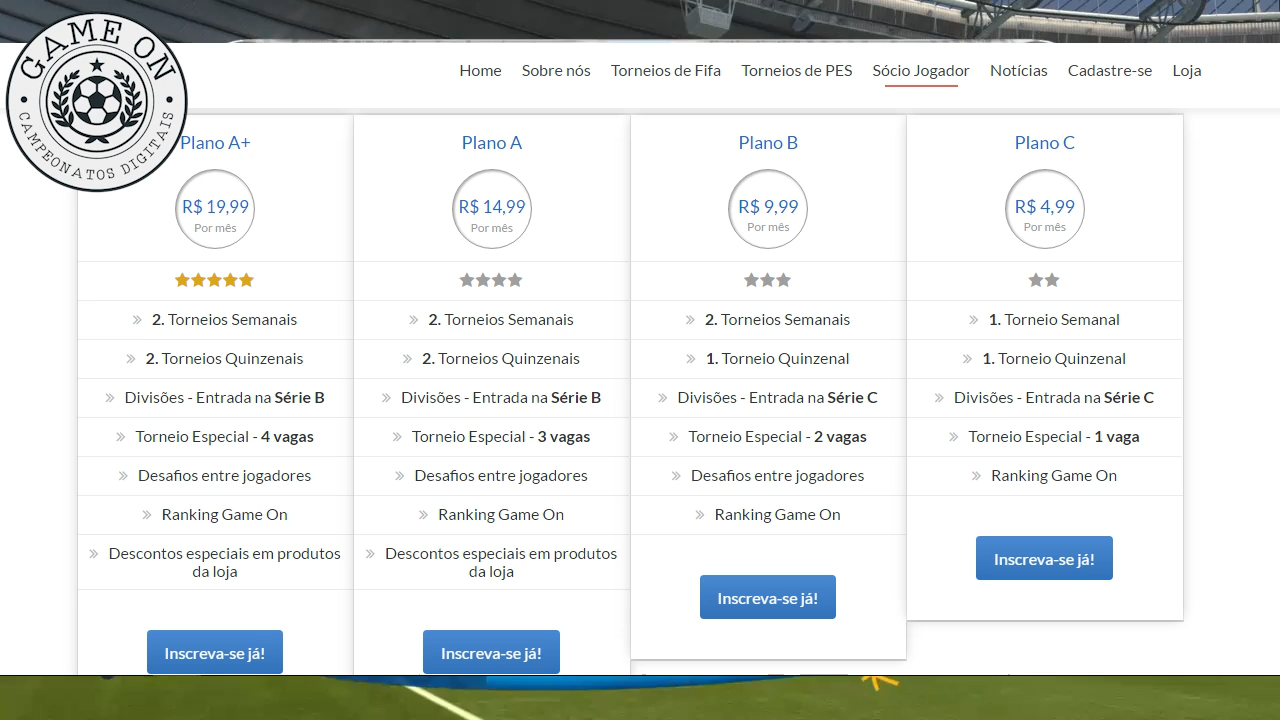 GAME ON
CAMPEONATOS DIGITAIS
Home Sobre nós Torneios de Fifa Torneios de PES Sócio Jogador Notícias Cadastre-se Loja
Plano A+
R$ 19,99
Por mês
2. Torneios Semanais
2. Torneios Quinzenais
Divisões - Entrada na Série B
Torneio Especial - 4 vagas
Desafios entre jogadores
Ranking Game On
Descontos especiais em produtos
da loja
Inscreva-se já!
Plano A
R$ 14,99
Por mês
2. Torneios Semanais
2. Torneios Quinzenais
Divisões - Entrada na Série B
Torneio Especial - 3 vagas
Desafios entre jogadores
Ranking Game On
Descontos especiais em produtos
da loja
Inscreva-se já!
Plano B
R$ 9,99
Por mês
2. Torneios Semanais
1. Torneio Quinzenal
Divisões - Entrada na Série C
Torneio Especial - 2 vagas
Desafios entre jogadores
Ranking Game On
Inscreva-se já!
Plano C
R$ 4,99
Por mês
1. Torneio Semanal
1. Torneio Quinzenal
Divisões - Entrada na Série C
Torneio Especial - 1 vaga
Ranking Game On
Inscreva-se já!